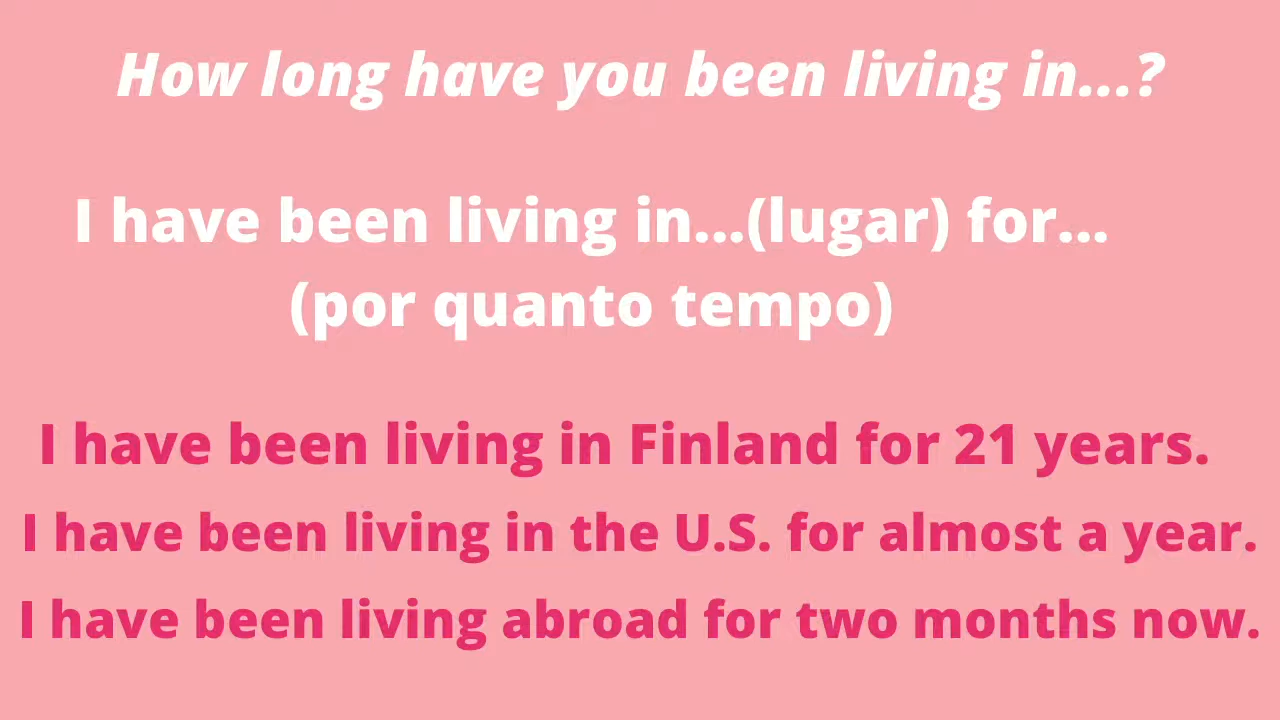 How long have you been living in...?
I have been living in...(lugar) for...
(por quanto tempo)
I have been living in Finland for 21 years.
I have been living in the U.S. for almost a year.
I have been living abroad for two months now.